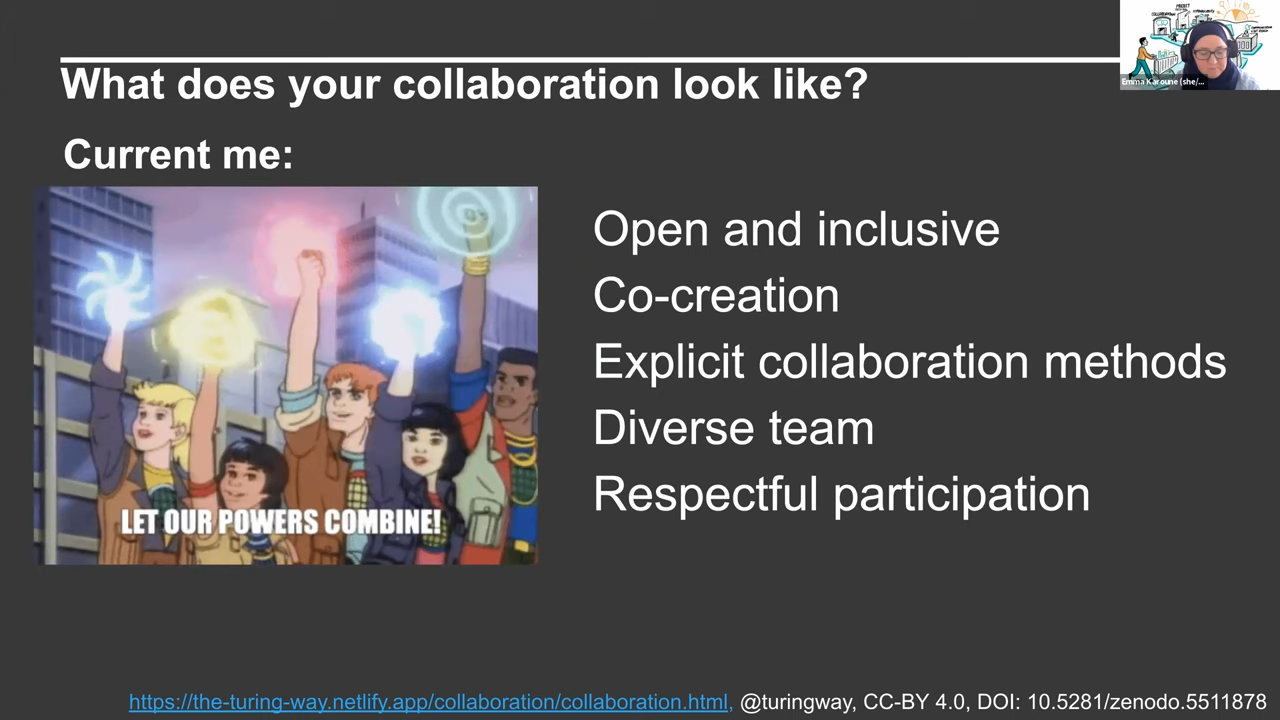 What does your collaboration look like?
Current me:
LET OUR POWERS COMBINE!
Open and inclusive
Co-creation
Explicit collaboration methods
Diverse team
Respectful participation
https://the-turing-way.netlify.app/collaboration/collaboration.html, @turingway, CC-BY 4.0, DOI: 10.5281/zenodo.5511878
Emma Karoune (she/...